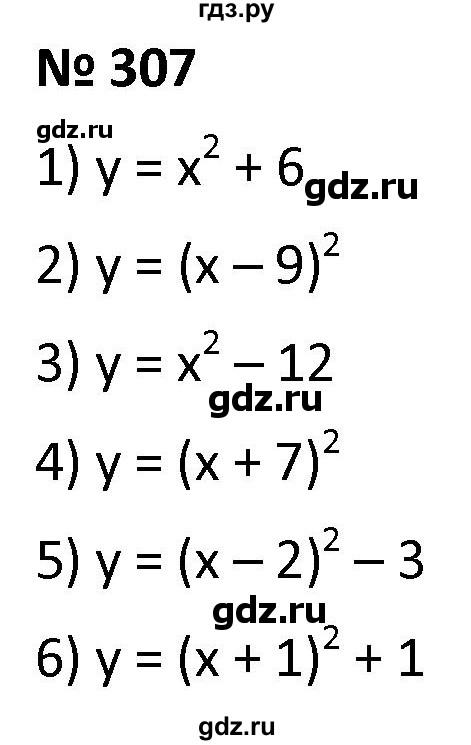 гдз.ру
№ 307
gdz.ru
1) y = x² + 6
gdz.ru
2) y = (x – 9)²
3) y = x² – 12
gdz.ru
4) y = (x + 7)²
5) y = (x – 2)² – 3
gdz.ru
6) y = (x + 1)² + 1
gdz.ru